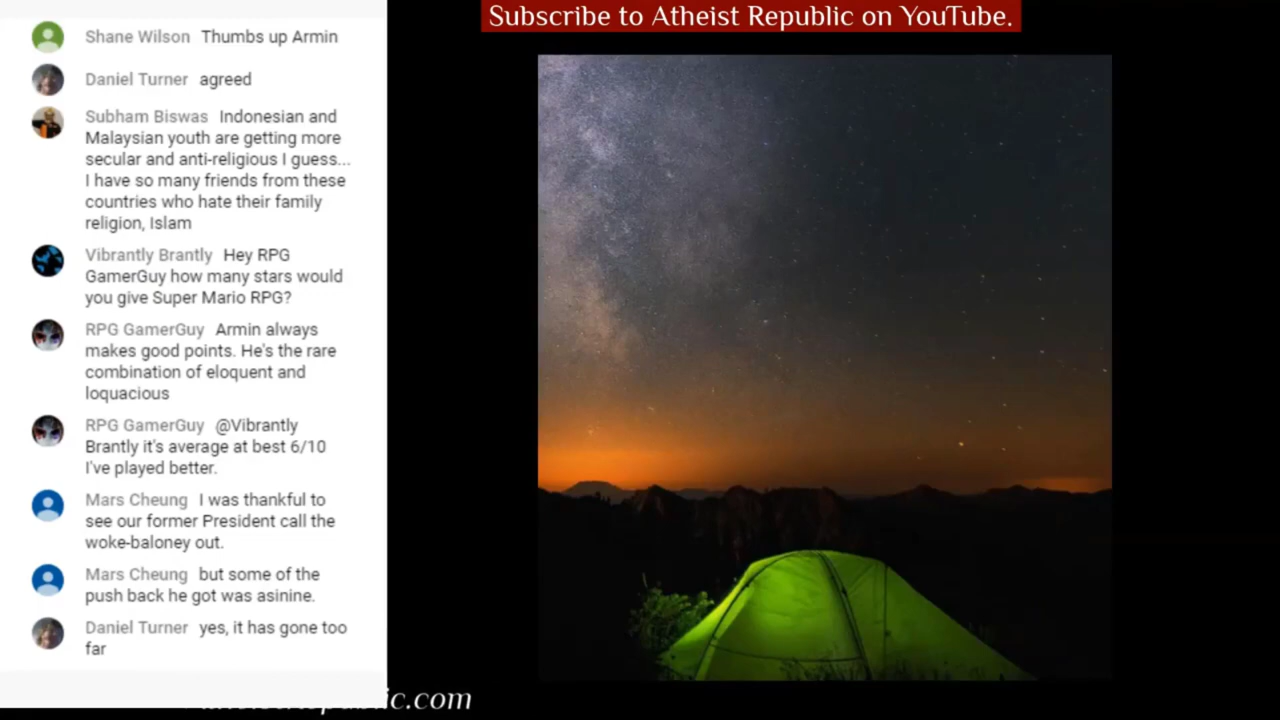 Subscribe to Atheist Republic on YouTube.
Shane Wilson Thumbs up Armin
Daniel Turner agreed
Subham Biswas Indonesian and
Malaysian youth are getting more
secular and anti-religious I guess...
I have so many friends from these
countries who hate their family
religion, Islam
Vibrantly Brantly Hey RPG
GamerGuy how many stars would
you give Super Mario RPG?
RPG GamerGuy Armin always
makes good points. He's the rare
combination of eloquent and
loquacious
RPG GamerGuy @Vibrantly
Brantly it's average at best 6/10
I've played better.
Mars Cheung I was thankful to
see our former President call the
woke-baloney out.
Mars Cheung but some of the
push back he got was asinine.
Daniel Turner yes, it has gone too
far
ic.com